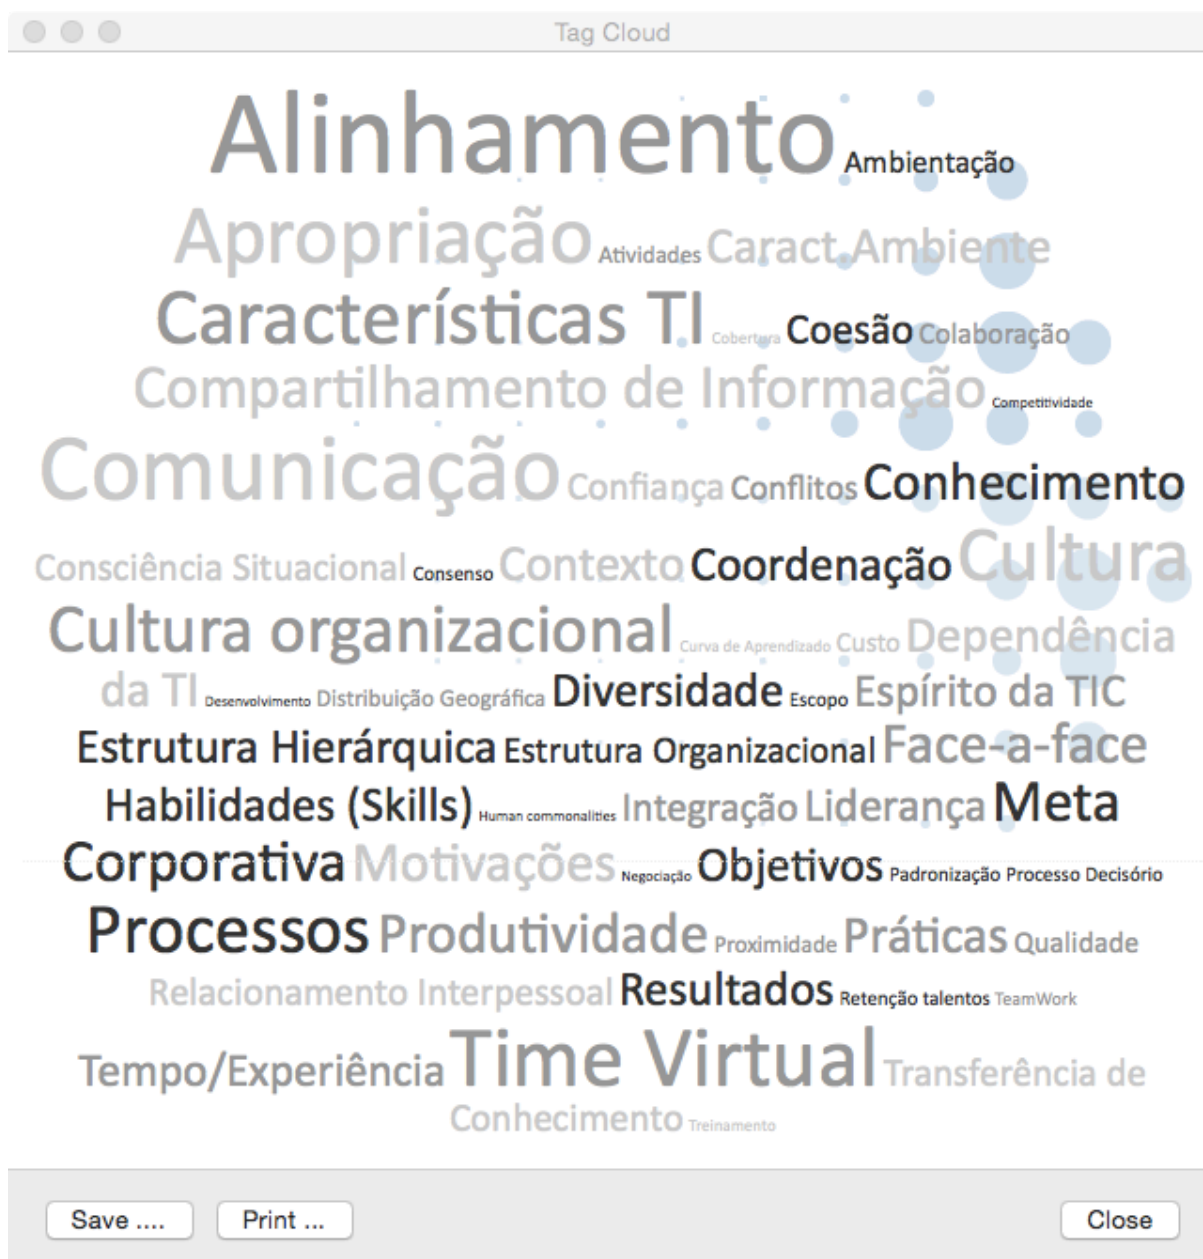 Tag Cloud
Alinhamento Ambientação
Apropriação Atividades Caract.Ambiente
Características TI Cobertura Coesão Colaboração
Compartilhamento de Informação Competitividade
Comunicação Confiança Conflitos Conhecimento
Consciência Situacional Consenso Contexto Coordenação Cultura
Cultura organizacional Curva de Aprendizado Custo Dependência
da TI Desenvolvimento Distribuição Geográfica Diversidade Escopo Espírito da TIC
Estrutura Hierárquica Estrutura Organizacional Face-a-face
Habilidades (Skills) Human commonalities Integração Liderança Meta
Corporativa Motivações Negociação Objetivos Padronização Processo Decisório
Processos Produtividade Proximidade Práticas Qualidade
Relacionamento Interpessoal Resultados Retenção talentos TeamWork
Tempo/Experiência Time Virtual Transferência de
Conhecimento Treinamento
Save .... Print ... Close